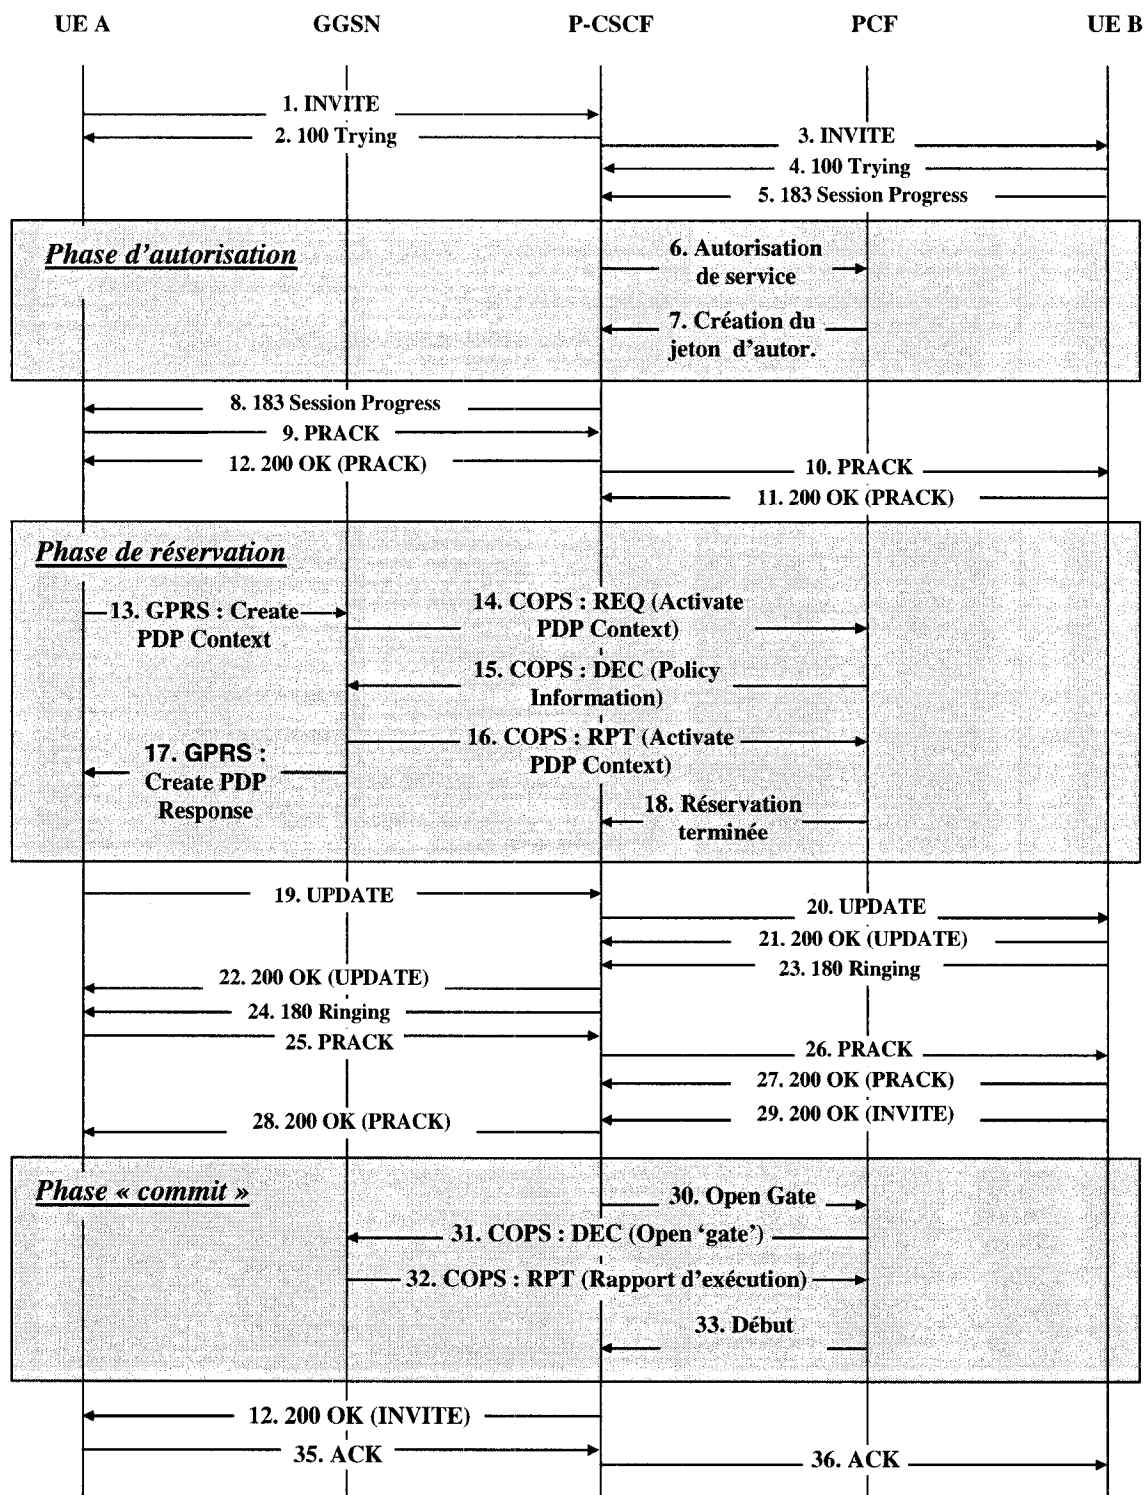 UE A GGSN P-CSCF PCF UE B
1. INVITE
2. 100 Trying
3. INVITE
4. 100 Trying
5. 183 Session Progress
Phase d'autorisation
6. Autorisation
de service
7. Création du
jeton d'autor.
8. 183 Session Progress
9. PRACK
12. 200 OK (PRACK)
10. PRACK
11. 200 OK (PRACK)
Phase de réservation
13. GPRS : Create
PDP Context
14. COPS : REQ (Activate
PDP Context)
15. COPS : DEC (Policy
Information)
16. COPS : RPT (Activate
PDP Context)
17. GPRS :
Create PDP
Response
18. Réservation
terminée
19. UPDATE
20. UPDATE
21. 200 OK (UPDATE)
23. 180 Ringing
22. 200 OK (UPDATE)
24. 180 Ringing
25. PRACK
26. PRACK
27. 200 OK (PRACK)
29. 200 OK (INVITE)
28. 200 OK (PRACK)
Phase « commit »
30. Open Gate
31. COPS : DEC (Open ‘gate’)
32. COPS : RPT (Rapport d'exécution)
33. Début
12. 200 OK (INVITE)
35. ACK
36. ACK